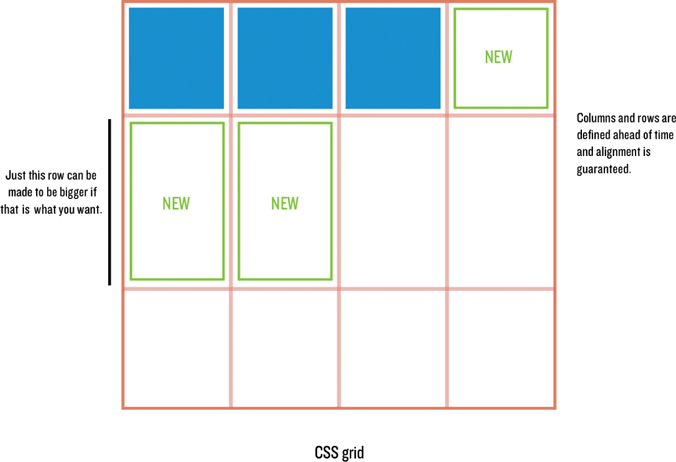 NEW
Columns and rows are
defined ahead of time
and alignment is
guaranteed.
Just this row can be
made to be bigger if
that is what you want.
NEW
NEW
CSS grid